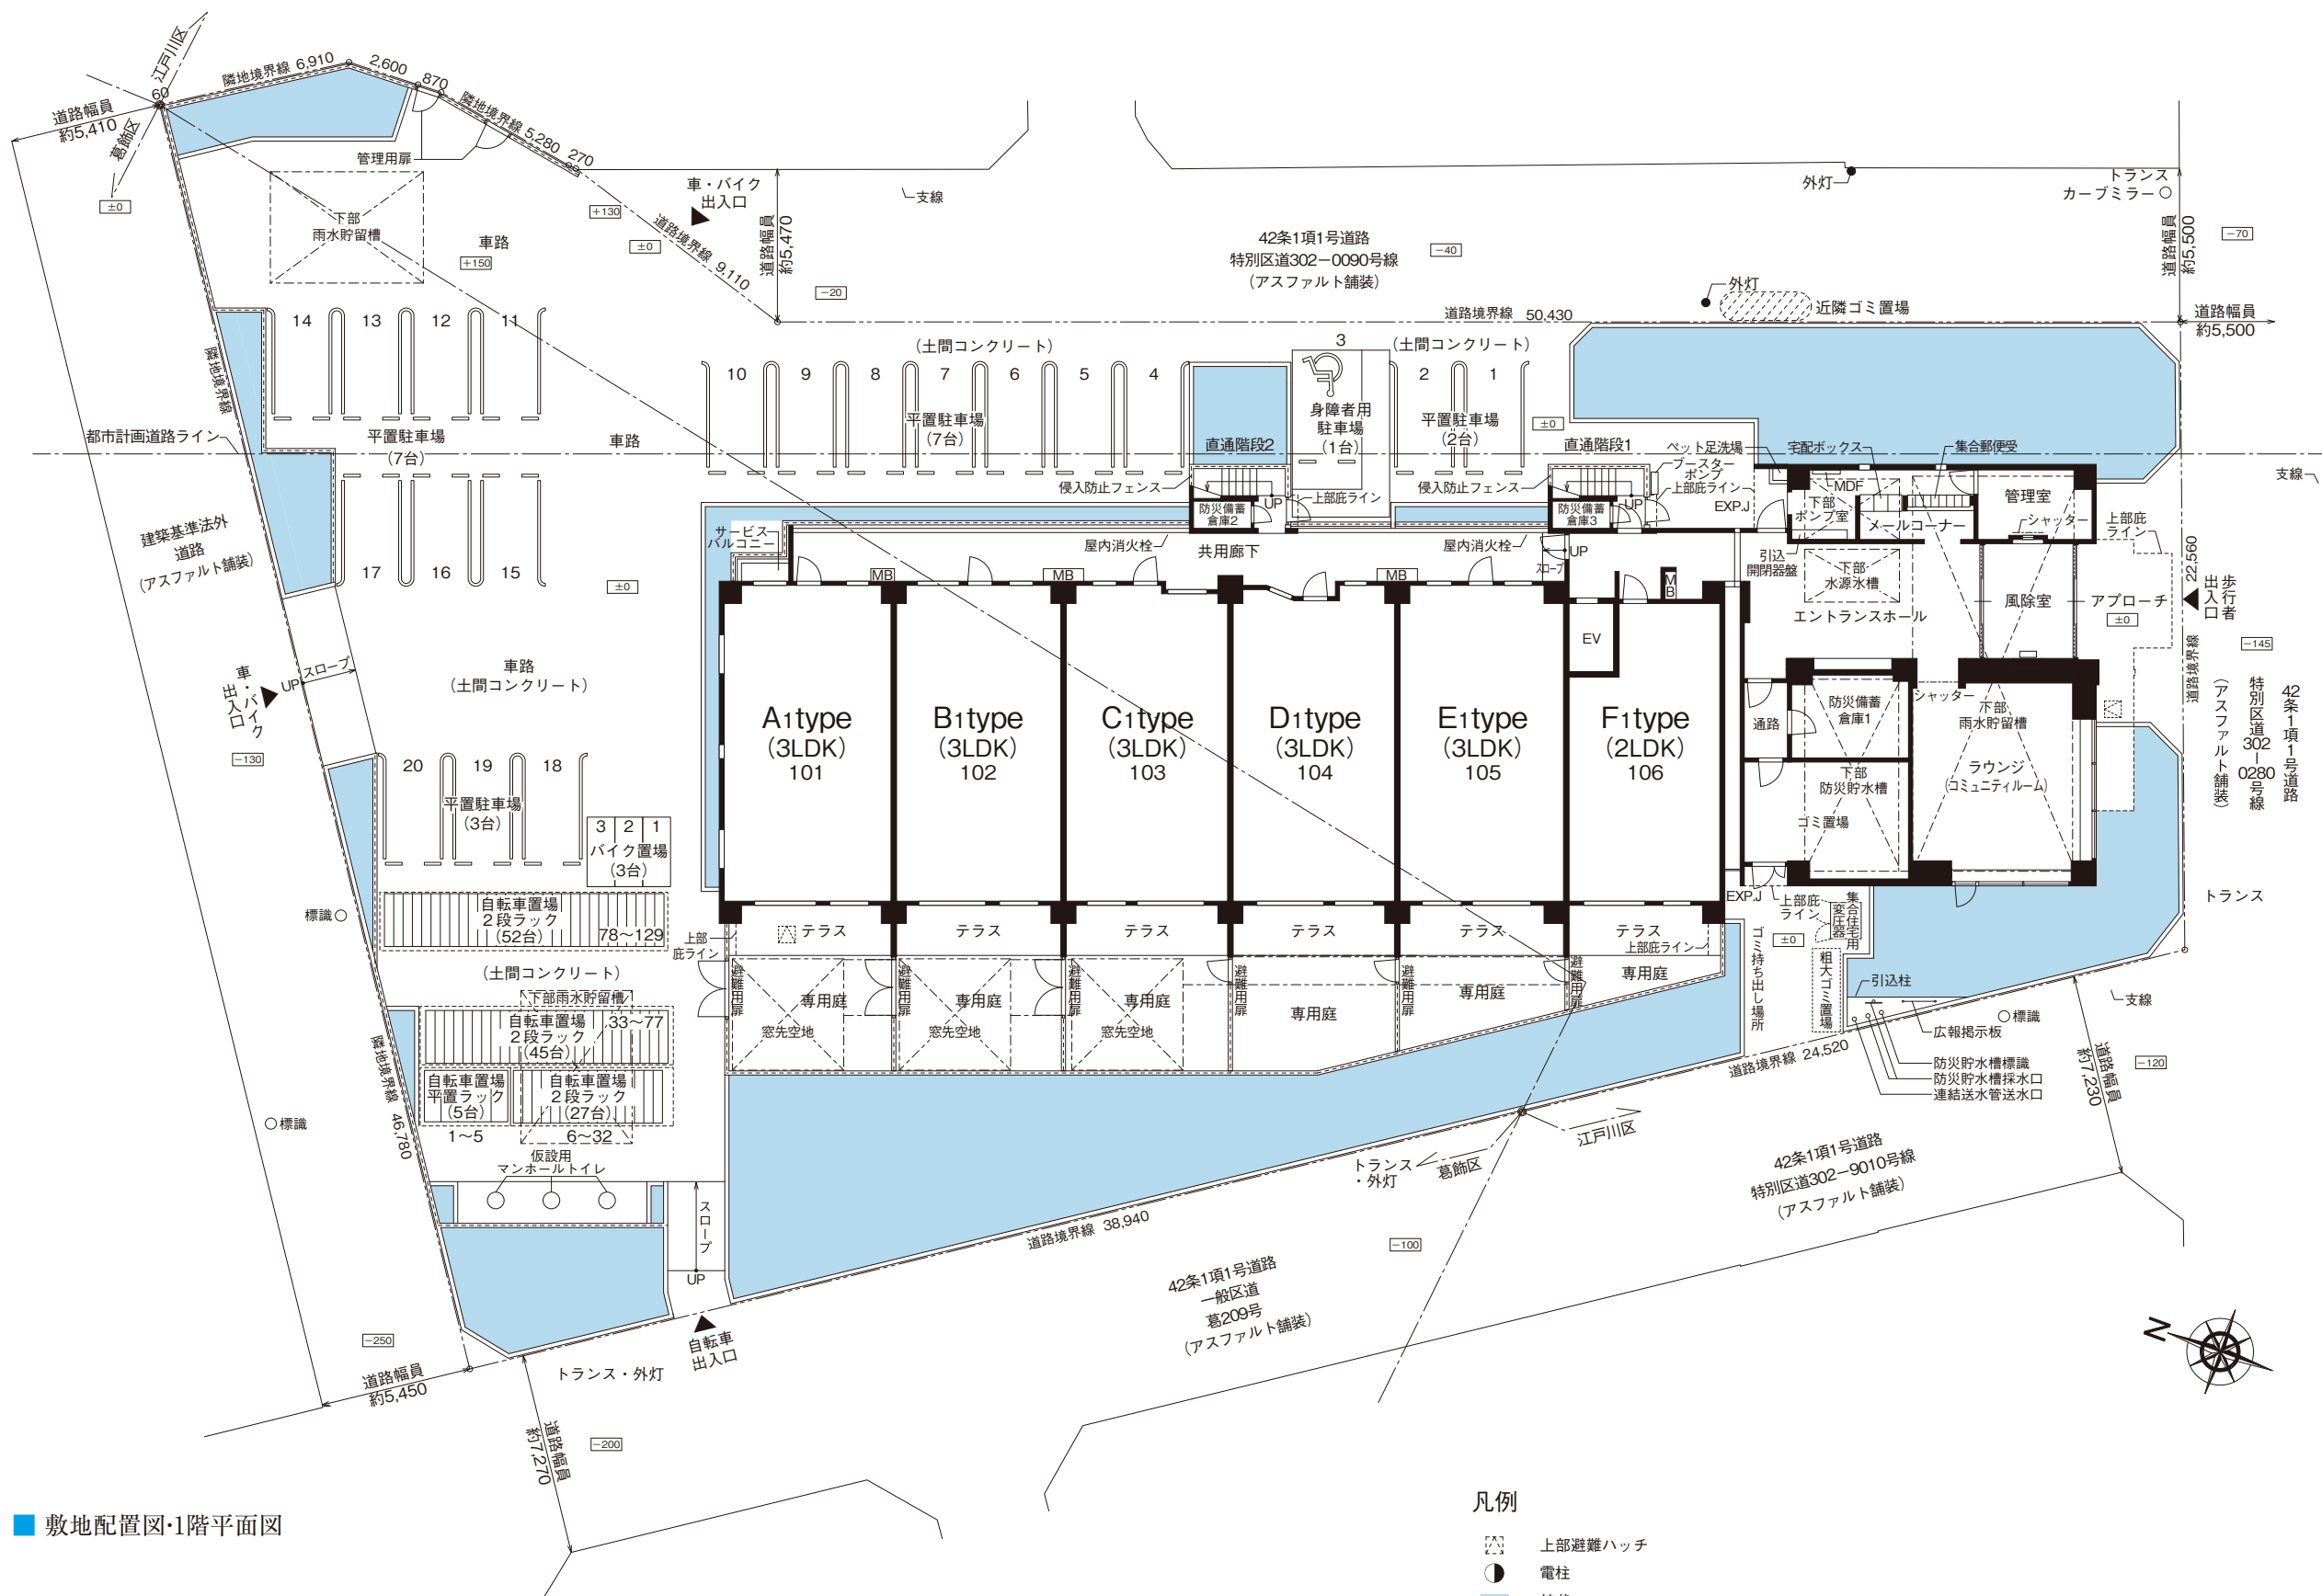 江戸川区
隣地境界線 6,910
2,600
870
60
道路幅員
約5,410
葛飾区
隣地境界線 5,280
270
管理用扉
±0
下部
雨水貯留槽
車路
+150
+130
±0
車・バイク
出入口
道路境界線 9,110
道路幅員
約5,470
支線
−20
42条1項1号道路
特別区道302−0090号線
(アスファルト舗装)
−40
外灯
トランス
カーブミラー
道路幅員
約5,500
−70
外灯
近隣ゴミ置場
道路境界線 50,430
道路幅員
約5,500
14
13
12
11
隣地境界線
都市計画道路ライン
平置駐車場
(7台)
車路
17
16
15
建築基準法外
道路
(アスファルト舗装)
±0
(土間コンクリート)
10
9
8
7
6
5
4
平置駐車場
(7台)
直通階段2
3
身障者用
駐車場
(1台)
(土間コンクリート)
2
1
平置駐車場
(2台)
±0
直通階段1
ペット足洗場
宅配ボックス
集合郵便受
ブースター
ポンプ
上部庇ライン
支線
侵入防止フェンス
UP
上部庇ライン
防災備蓄
倉庫2
侵入防止フェンス
UP
防災備蓄
倉庫3
EXP.J
MDF
下部
ポンプ室
メールコーナー
管理室
シャッター
上部庇
ライン
サービス
バルコニー
屋内消火栓
共用廊下
屋内消火栓
UP
スロープ
引込
開閉器盤
下部
水源水槽
エントランスホール
風除室
アプローチ
±0
歩行者
出入口
22,560
道路境界線
−145
MB
MB
MB
MB
EV
A1type
(3LDK)
101
B1type
(3LDK)
102
C1type
(3LDK)
103
D1type
(3LDK)
104
E1type
(3LDK)
105
F1type
(2LDK)
106
車路
(土間コンクリート)
スロープ
UP
車・バイク
出入口
−130
通路
防災備蓄
倉庫1
シャッター
下部
雨水貯留槽
ラウンジ
(コミュニティルーム)
下部
防災貯水槽
ゴミ置場
42条1項1号道路
特別区道302−0280号線
(アスファルト舗装)
20
19
18
平置駐車場
(3台)
3
2
1
バイク置場
(3台)
標識
自転車置場
2段ラック
(52台)
78〜129
(土間コンクリート)
上部
庇ライン
テラス
テラス
テラス
テラス
テラス
テラス
上部庇ライン
EXP.J
上部庇
ライン
集合住宅用
変圧器
±0
トランス
避難用扉
避難用扉
避難用扉
避難用扉
避難用扉
避難用扉
専用庭
窓先空地
専用庭
窓先空地
専用庭
窓先空地
専用庭
専用庭
専用庭
ゴミ持ち出し場所
粗大ゴミ置場
引込柱
支線
標識
広報掲示板
防災貯水槽標識
防災貯水槽採水口
連結送水管送水口
道路幅員
約7,230
−120
下部雨水貯留槽
自転車置場
2段ラック
(45台)
33〜77
自転車置場
平置ラック
(5台)
1〜5
自転車置場
2段ラック
(27台)
6〜32
隣地境界線 46,780
標識
仮設用
マンホールトイレ
スロープ
UP
道路境界線 24,520
江戸川区
トランス
・外灯
葛飾区
42条1項1号道路
特別区道302−9010号線
(アスファルト舗装)
道路境界線 38,940
−100
42条1項1号道路
一般区道
葛209号
(アスファルト舗装)
自転車
出入口
−250
道路幅員
約5,450
トランス・外灯
道路幅員
約7,270
−200
N
敷地配置図・1階平面図
凡例
上部避難ハッチ
電柱